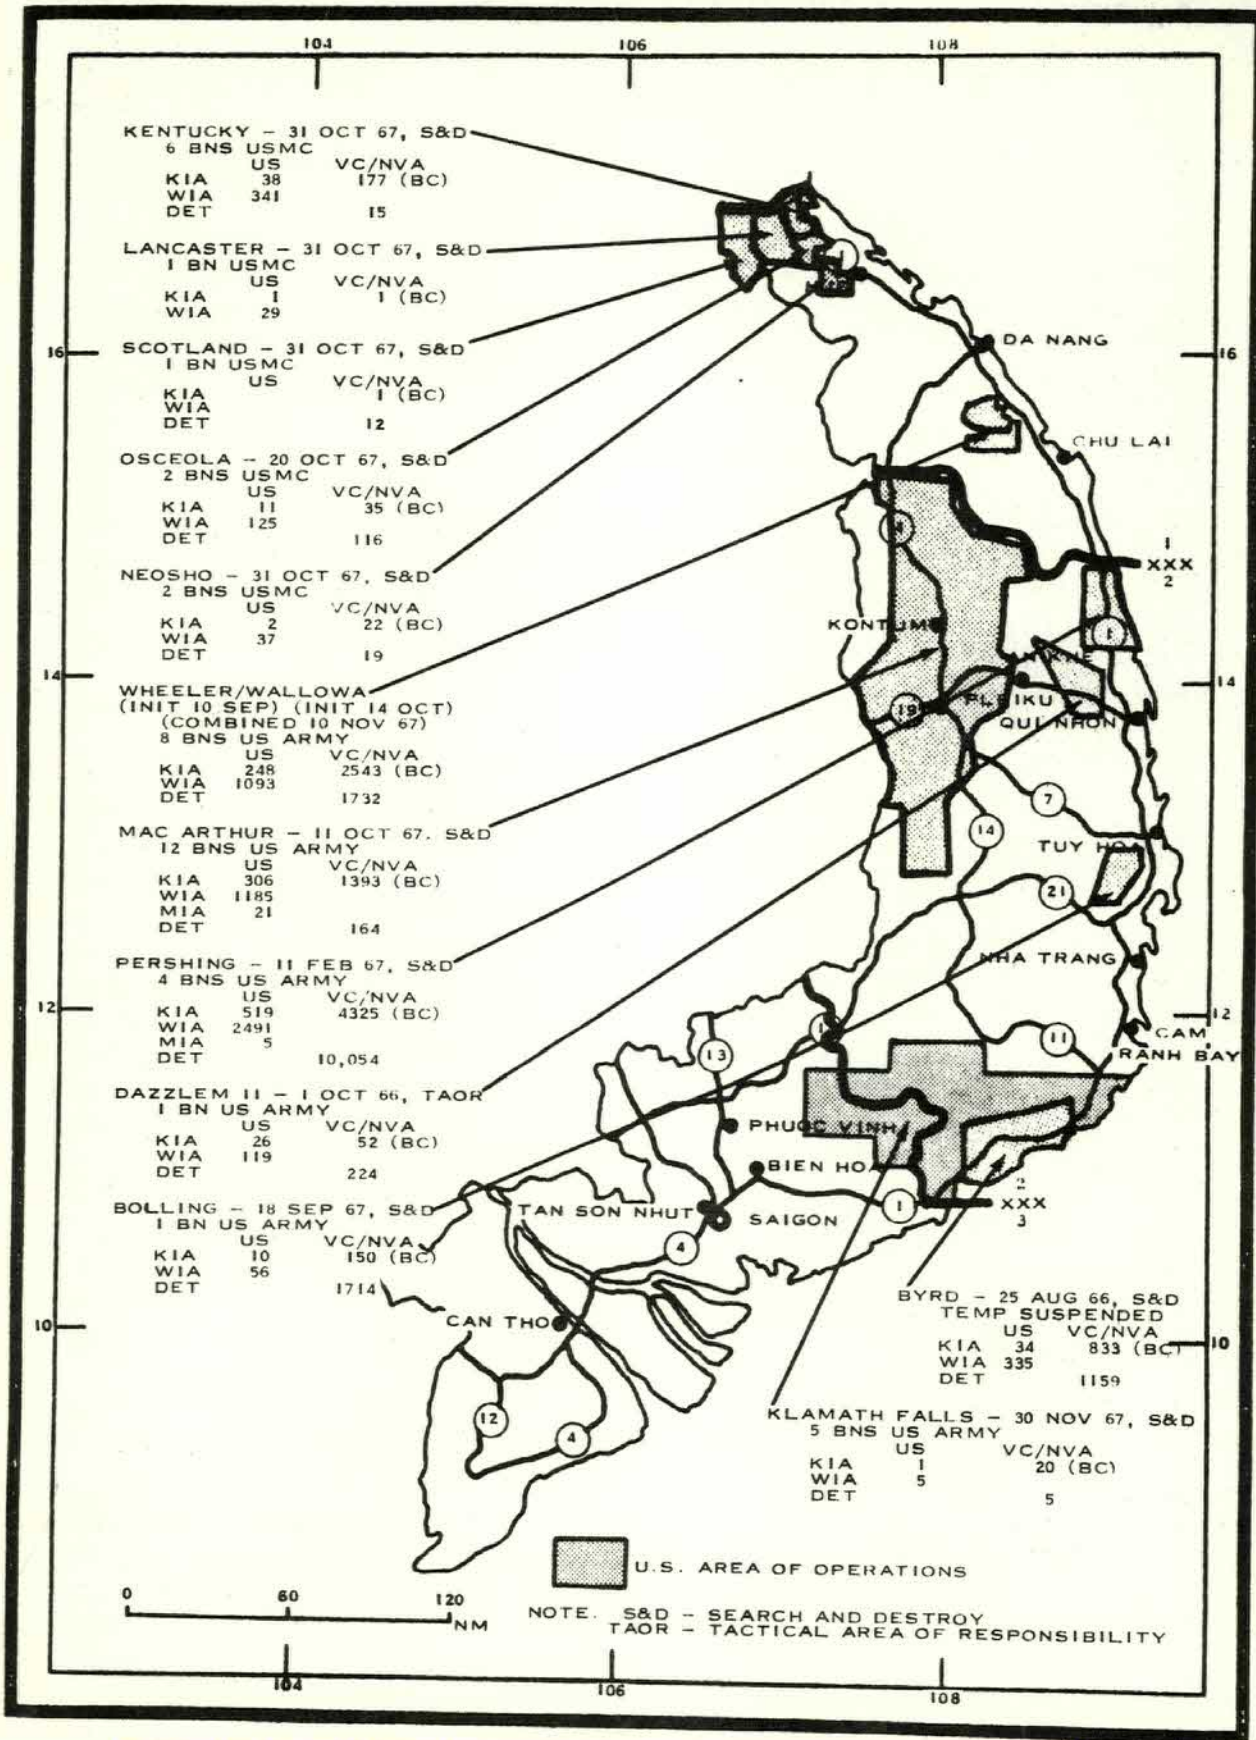 104 106 108
KENTUCKY - 31 OCT 67, S&D
6 BNS USMC
US VC/NVA
KIA 38 177 (BC)
WIA 341
DET 15
LANCASTER - 31 OCT 67, S&D
1 BN USMC
US VC/NVA
KIA 1 1 (BC)
WIA 29
SCOTLAND - 31 OCT 67, S&D
1 BN USMC
US VC/NVA
KIA 1 (BC)
WIA
DET 12
OSCEOLA - 20 OCT 67, S&D
2 BNS USMC
US VC/NVA
KIA 11 35 (BC)
WIA 125
DET 116
NEOSHO - 31 OCT 67, S&D
2 BNS USMC
US VC/NVA
KIA 2 22 (BC)
WIA 37
DET 19
WHEELER/WALLOWA
(INIT 10 SEP) (INIT 14 OCT)
(COMBINED 10 NOV 67)
8 BNS US ARMY
US VC/NVA
KIA 248 2543 (BC)
WIA 1093
DET 1732
MAC ARTHUR - 11 OCT 67. S&D
12 BNS US ARMY
US VC/NVA
KIA 306 1393 (BC)
WIA 1185
MIA 21
DET 164
PERSHING - 11 FEB 67, S&D
4 BNS US ARMY
US VC/NVA
KIA 519 4325 (BC)
WIA 2491
MIA 5
DET 10,054
DAZZLEM 11 - 1 OCT 66, TAOR
1 BN US ARMY
US VC/NVA
KIA 26 52 (BC)
WIA 119
DET 224
BOLLING - 18 SEP 67, S&D
1 BN US ARMY
US VC/NVA
KIA 10 150 (BC)
WIA 56
DET 1714
16
14
12
10
DA NANG
16
CHU LAI
1
XXX
2
KONTUM
1
14
19
PLEIKU
QUI NHON
7
14
TUY HOA
21
NHA TRANG
12
CAM
RANH BAY
13
11
PHUOC VINH
BIEN HOA
TAN SON NHUT
SAIGON
1
2
XXX
3
4
CAN THO
12
4
10
BYRD - 25 AUG 66, S&D
TEMP SUSPENDED
US VC/NVA
KIA 34 833 (BC)
WIA 335
DET 1159
KLAMATH FALLS - 30 NOV 67, S&D
5 BNS US ARMY
US VC/NVA
KIA 1 20 (BC)
WIA 5
DET 5
U.S. AREA OF OPERATIONS
0 60 120
NM
NOTE. S&D - SEARCH AND DESTROY
TAOR - TACTICAL AREA OF RESPONSIBILITY
104 106 108